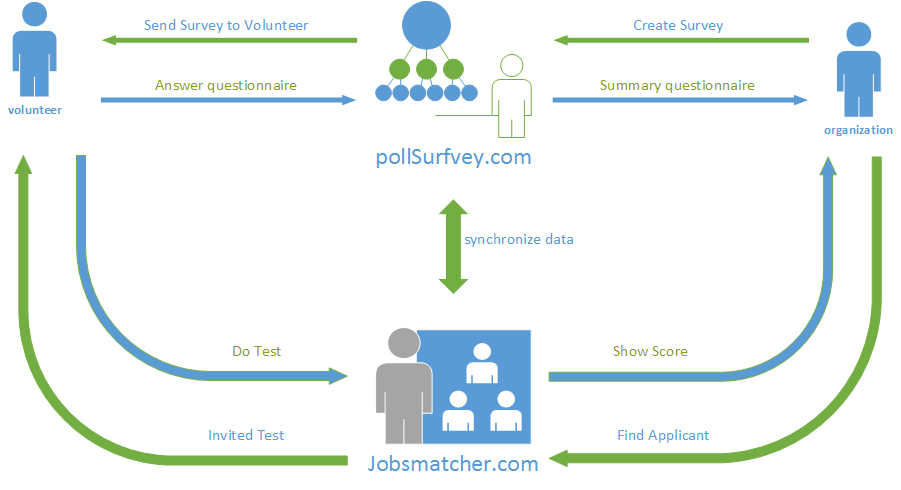 Send Survey to Volunteer
Create Survey
Answer questionnaire
Summary questionnaire
volunteer
organization
pollSurfvey.com
synchronize data
Do Test
Show Score
Invited Test
Find Applicant
Jobsmatcher.com